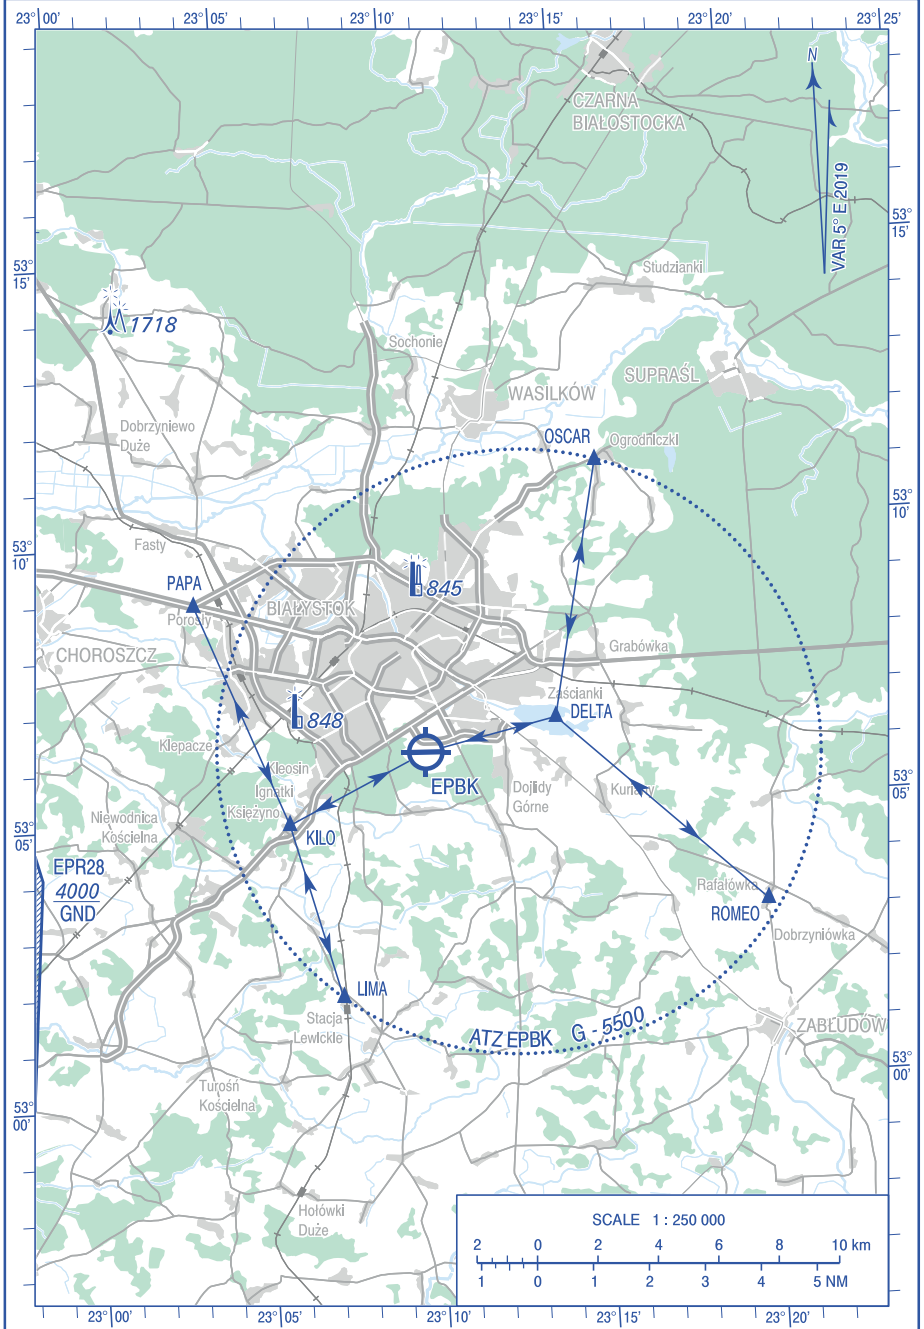 23° 00'
23° 05'
23° 10'
23° 15'
23° 20'
23° 25'
N
VAR 5° E 2019
CZARNA
BIAŁOSTOCKA
53°
15'
53°
15'
Studzianki
1718
Sochonie
SUPRAŚL
WASILKÓW
Dobrzyniewo
Duże
OSCAR
Ogrodniczki
53°
10'
Fasty
53°
10'
PAPA
845
BIAŁYSTOK
Porosły
CHOROSZCZ
Grabówka
Zaścianki
DELTA
848
Klepacze
Kleosin
EPBK
Ignatki
Dojlidy
Górne
Kuriany
53°
05'
Księżyno
Niewodnica
Kościelna
KILO
53°
05'
EPR28
4000
GND
Rafałówka
ROMEO
Dobrzyniówka
LIMA
Stacja
Lewickie
ATZ EPBK G - 5500
ZABŁUDÓW
53°
00'
Turośń
Kościelna
53°
00'
Hołówki
Duże
SCALE 1 : 250 000
2 0 2 4 6 8 10 km
1 0 1 2 3 4 5 NM
23° 00'
23° 05'
23° 10'
23° 15'
23° 20'